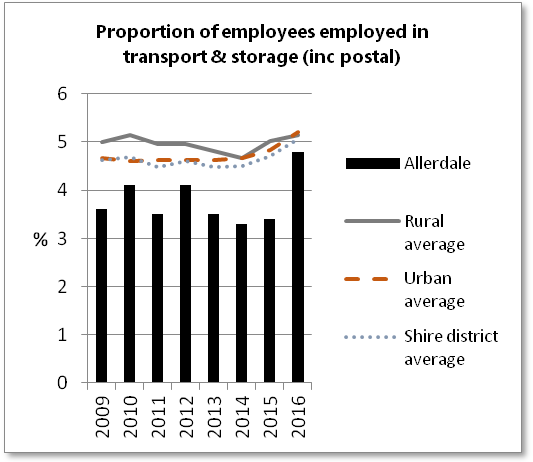 Proportion of employees employed in
transport & storage (inc postal)
6
5
4
3
2
1
0
%
2009
2010
2011
2012
2013
2014
2015
2016
Allerdale
Rural
average
Urban
average
Shire district
average